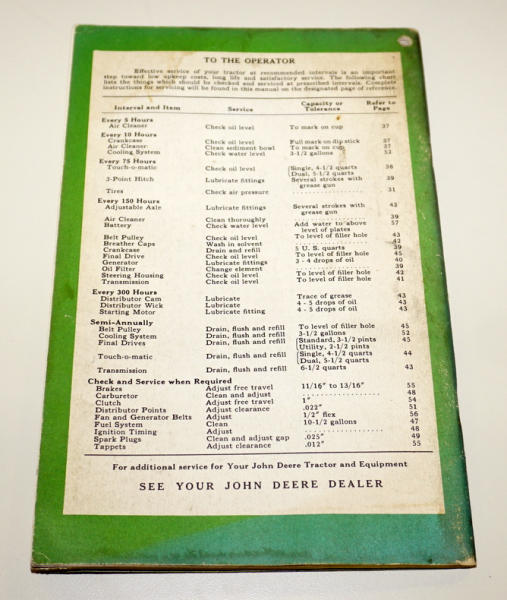 TO THE OPERATOR
Effective service of your tractor at recommended intervals is an important
step toward low upkeep costs, long life and satisfactory service. The following chart
lists the things which should be checked and serviced at prescribed intervals. Complete
instructions for servicing will be found in this manual on the designated page of reference.
Interval and Item Service Capacity or Tolerance Refer to Page
Every 5 Hours
Air Cleaner Check oil level To mark on cup 37
Every 10 Hours
Crankcase Check oil level Full mark on dip stick 37
Air Cleaner Clean sediment bowl To mark on cup 37
Cooling System Check water level 3-1/2 gallons 52
Every 75 Hours
Touch-o-matic Check oil level {Single, 4-1/2 quarts 38
{Dual, 5-1/2 quarts
3-Point Hitch Lubricate fittings Several strokes with 39
grease gun
Tires Check air pressure .................. 31
Every 150 Hours
Adjustable Axle Lubricate fittings Several strokes with 43
grease gun
Air Cleaner Clean thoroughly .................. 39
Battery Check water level Add water to above 57
level of plates
Belt Pulley Check oil level To level of filler hole 43
Breather Caps Wash in solvent .................. 42
Crankcase Drain and refill 5 U. S. quarts 39
Final Drive Check oil level To level of filler hole 45
Generator Lubricate fittings 3 - 4 drops of oil 40
Oil Filter Change element .................. 39
Steering Housing Check oil level To level of filler hole 42
Transmission Check oil level To level of filler hole 41
Every 300 Hours
Distributor Cam Lubricate Trace of grease 43
Distributor Wick Lubricate 4 - 5 drops of oil 43
Starting Motor Lubricate fitting 4 - 5 drops of oil 43
Semi-Annually
Belt Pulley Drain, flush and refill To level of filler hole 45
Cooling System Drain, flush and refill 3-1/2 gallons 52
Final Drives Drain, flush and refill {Standard, 3-1/2 pints 45
{Utility, 2-1/2 pints
Touch-o-matic Drain, flush and refill {Single, 4-1/2 quarts 44
{Dual, 5-1/2 quarts
Transmission Drain, flush and refill 6-1/2 quarts 43
Check and Service when Required
Brakes Adjust free travel 11/16" to 13/16" 55
Carburetor Clean and adjust .................. 48
Clutch Adjust free travel 1" 54
Distributor Points Adjust clearance .022" 51
Fan and Generator Belts Adjust 1/2" flex 56
Fuel System Clean 10-1/2 gallons 47
Ignition Timing Adjust .................. 48
Spark Plugs Clean and adjust gap .025" 49
Tappets Adjust clearance .012" 55
For additional service for Your John Deere Tractor and Equipment
SEE YOUR JOHN DEERE DEALER